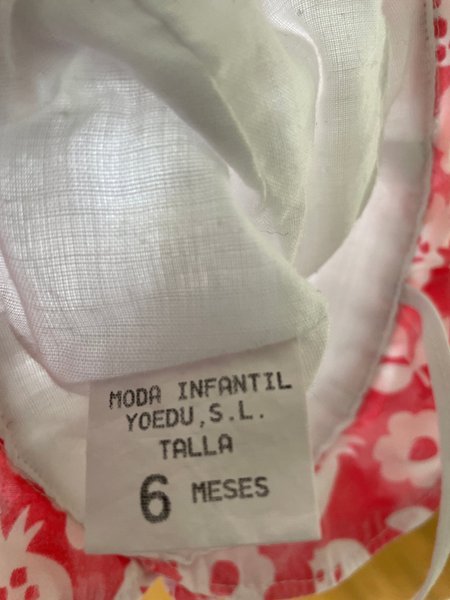 MODA INFANTIL
YOEDU,S.L.
TALLA
6 MESES